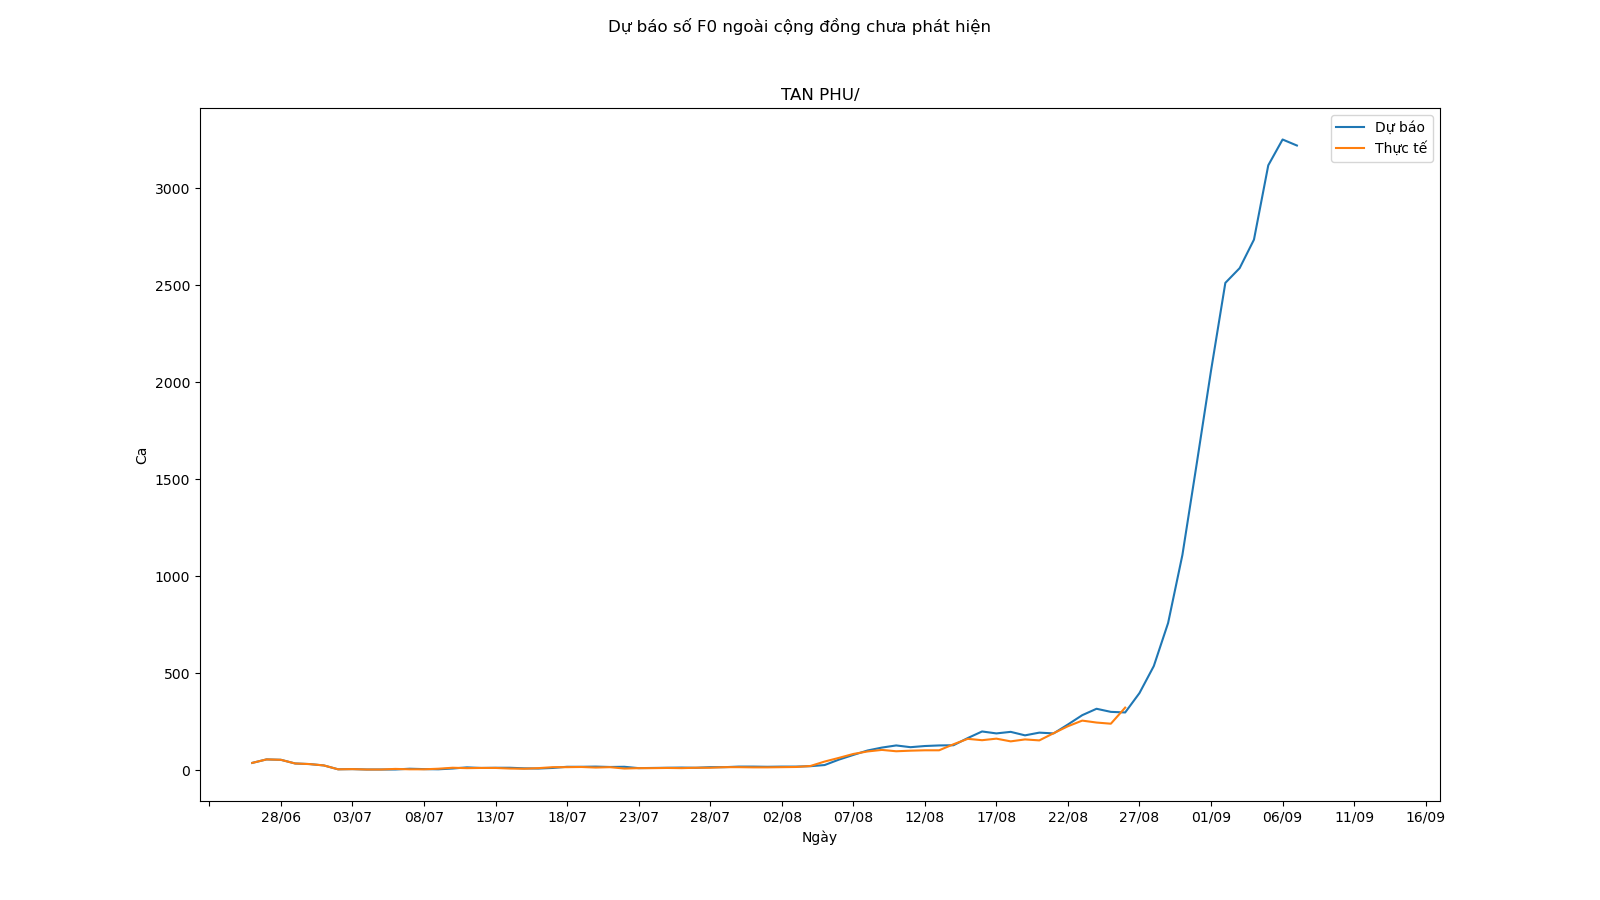 Dự báo số F0 ngoài cộng đồng chưa phát hiện
TAN PHU/
Dự báo
Thực tế
3000
2500
2000
1500
1000
500
0
Ca
28/06 03/07 08/07 13/07 18/07 23/07 28/07 02/08 07/08 12/08 17/08 22/08 27/08 01/09 06/09 11/09 16/09
Ngày